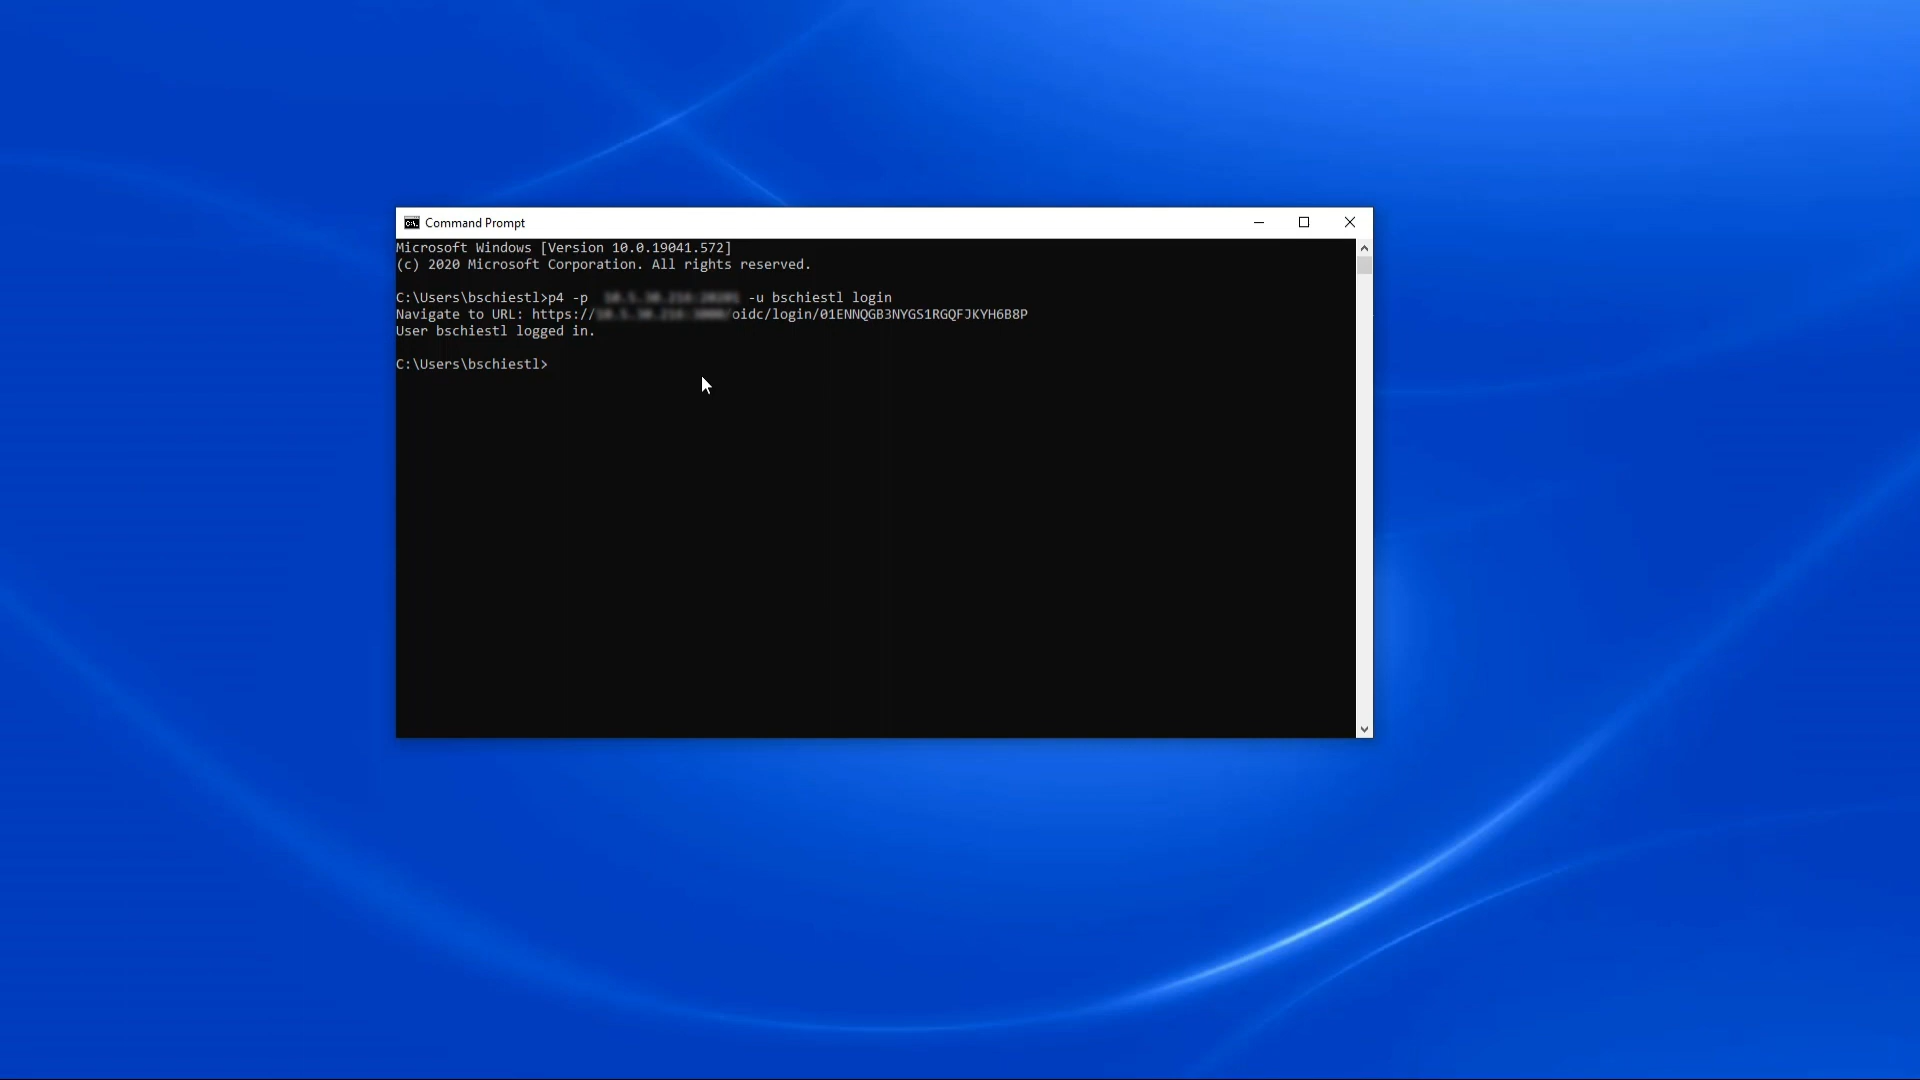 Command Prompt
Microsoft Windows [Version 10.0.19041.572]
(c) 2020 Microsoft Corporation. All rights reserved.
C:\Users\bschiestl>p4 -p -u bschiestl login
Navigate to URL: https:// oidc/login/01ENNQGB3NYGS1RGQFJKYH6B8P
User bschiestl logged in.
C:\Users\bschiestl>